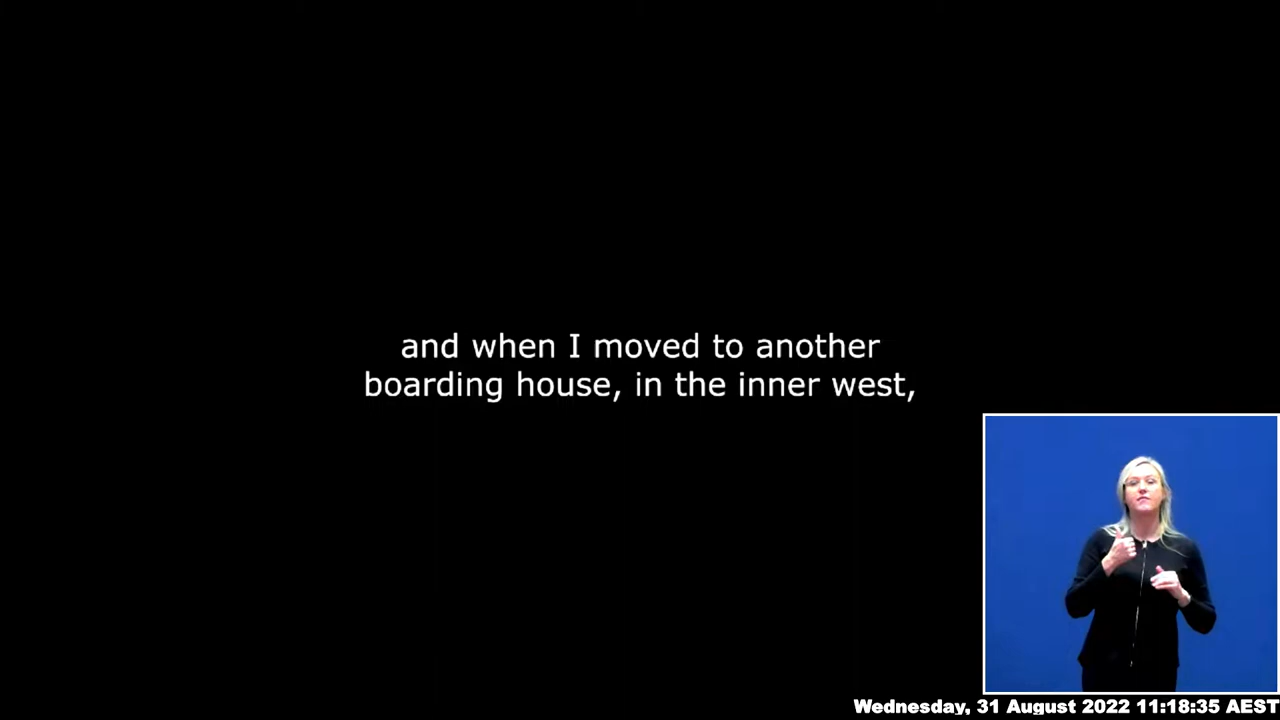 and when I moved to another
boarding house, in the inner west,
Wednesday, 31 August 2022 11:18:35 AEST